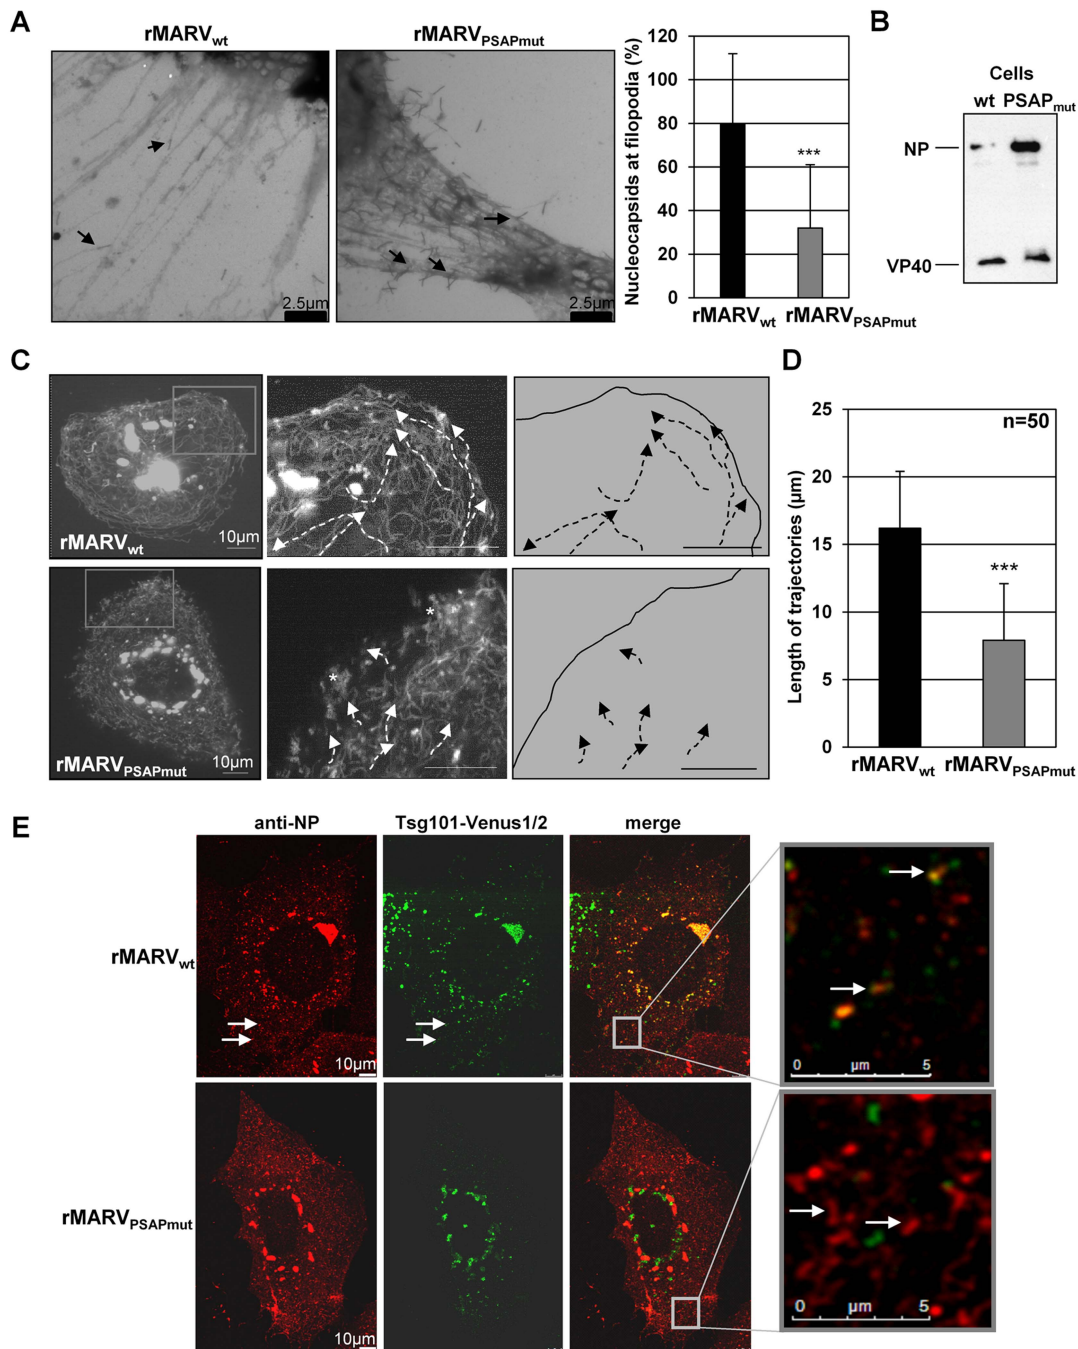 A
rMARVwt
rMARVPSAPmut
2.5µm
2.5µm
Nucleocapsids at filopodia (%)
120
100
80
60
40
20
0
***
rMARVwt
rMARVPSAPmut
B
Cells
wt PSAPmut
NP
VP40
C
rMARVwt
10µm
rMARVPSAPmut
10µm
*
*
D
Length of trajectories (µm)
25
20
15
10
5
0
n=50
***
rMARVwt
rMARVPSAPmut
E
anti-NP
Tsg101-Venus1/2
merge
rMARVwt
10µm
0 µm 5
rMARVPSAPmut
10µm
0 µm 5